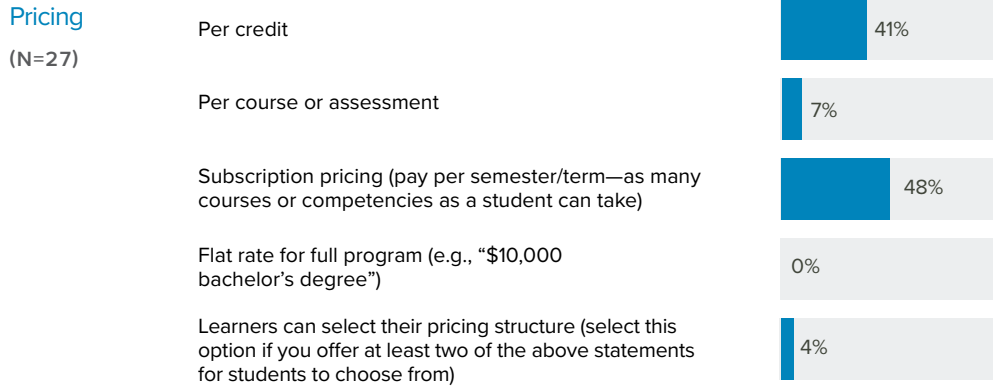 Pricing
(N=27)
Per credit
41%
Per course or assessment
7%
Subscription pricing (pay per semester/term—as many
courses or competencies as a student can take)
48%
Flat rate for full program (e.g., “$10,000
bachelor’s degree”)
0%
Learners can select their pricing structure (select this
option if you offer at least two of the above statements
for students to choose from)
4%